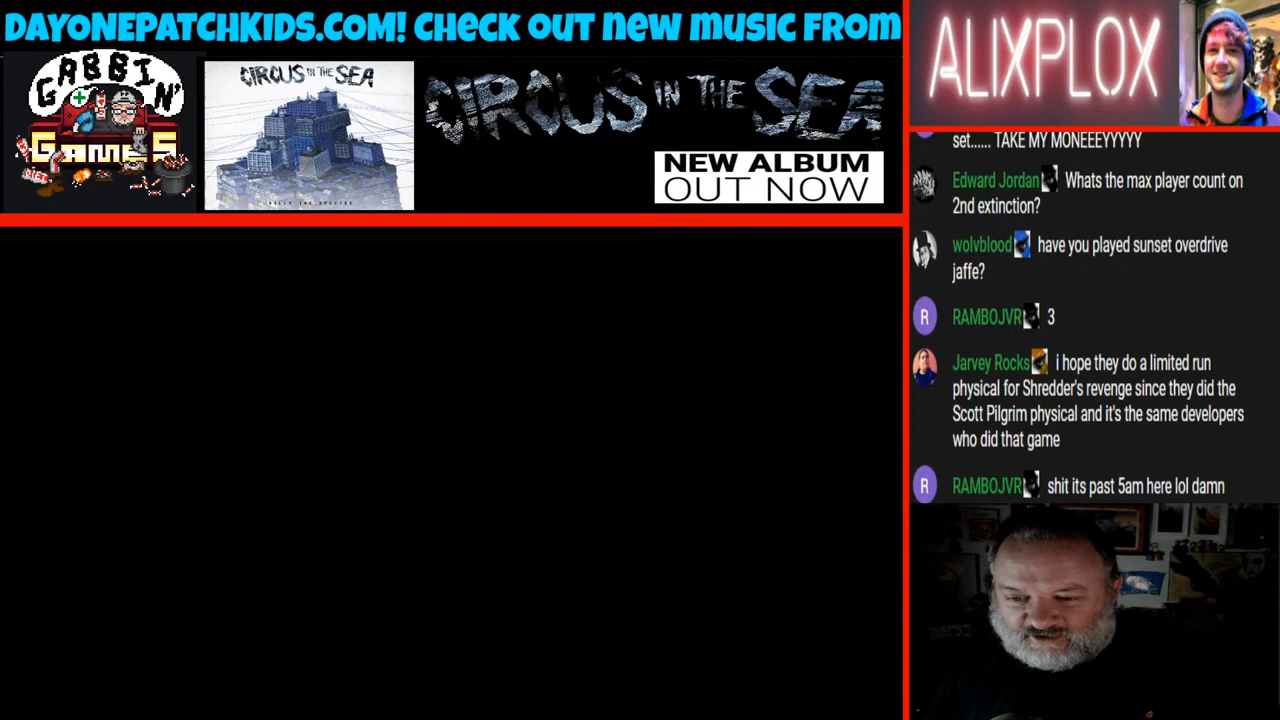 DAYONEPATCHKIDS.COM! CHECK OUT NEW MUSIC FROM
GABBIN'
GAMES
CIRCUS IN THE SEA
CIRCUS IN THE SEA
NEW ALBUM
OUT NOW
ALIXPLOX
set...... TAKE MY MONEEEYYYYY
Edward Jordan Whats the max player count on
2nd extinction?
wolvblood have you played sunset overdrive
jaffe?
R RAMBOJVR 3
Jarvey Rocks i hope they do a limited run
physical for Shredder's revenge since they did the
Scott Pilgrim physical and it's the same developers
who did that game
R RAMBOJVR shit its past 5am here lol damn